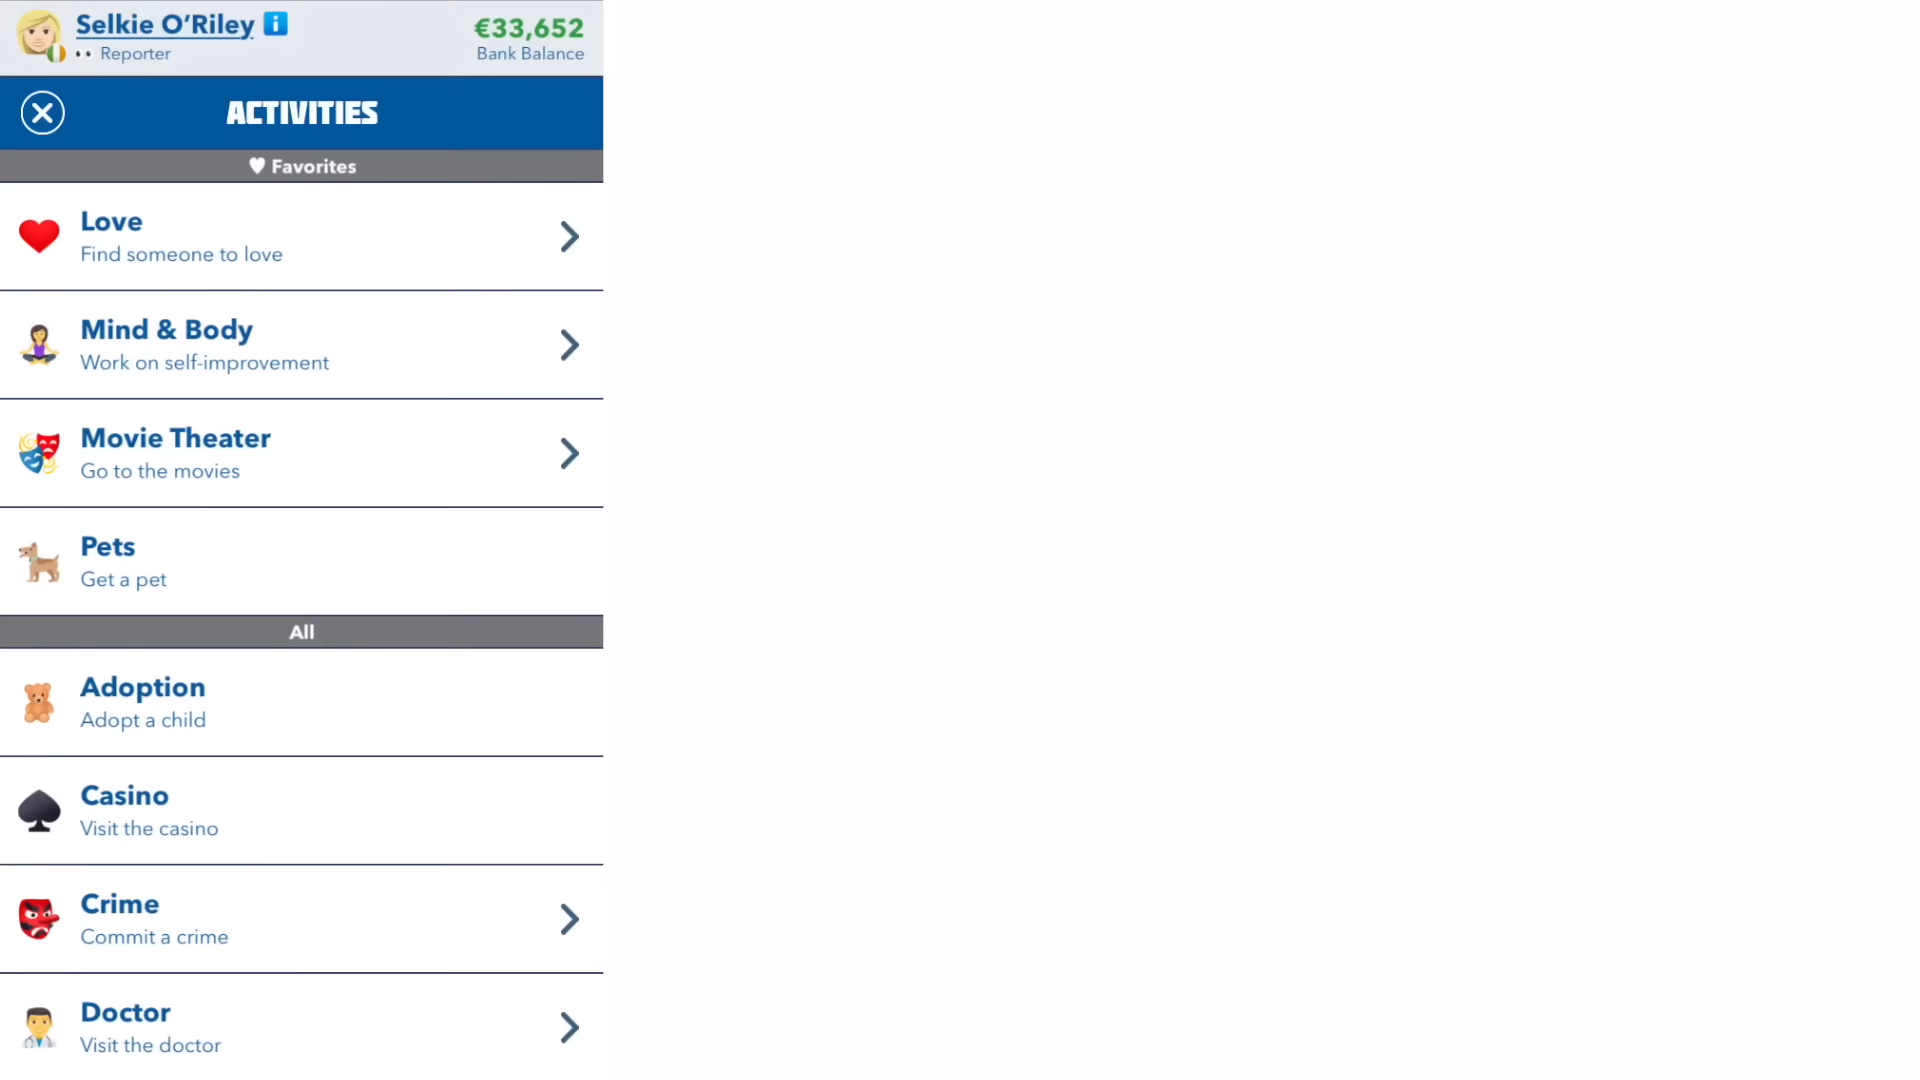 Selkie O'Riley
€33,652
Reporter
Bank Balance
ACTIVITIES
Favorites
Love
Find someone to love
Mind & Body
Work on self-improvement
Movie Theater
Go to the movies
Pets
Get a pet
All
Adoption
Adopt a child
Casino
Visit the casino
Crime
Commit a crime
Doctor
Visit the doctor